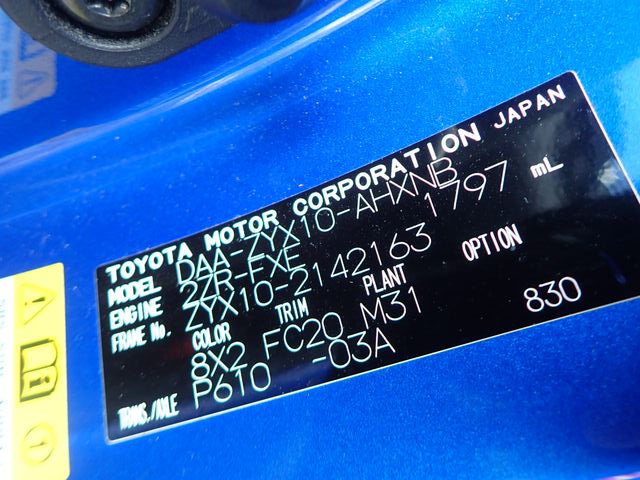 TOYOTA MOTOR CORPORATION JAPAN
MODEL DAA-ZYX10-AHXNB
ENGINE 2ZR-FXE 1797 mL
FRAME No. ZYX10-2142163
COLOR TRIM PLANT OPTION
8X2 FC20 M31
TRANS./AXLE P610 -03A 830